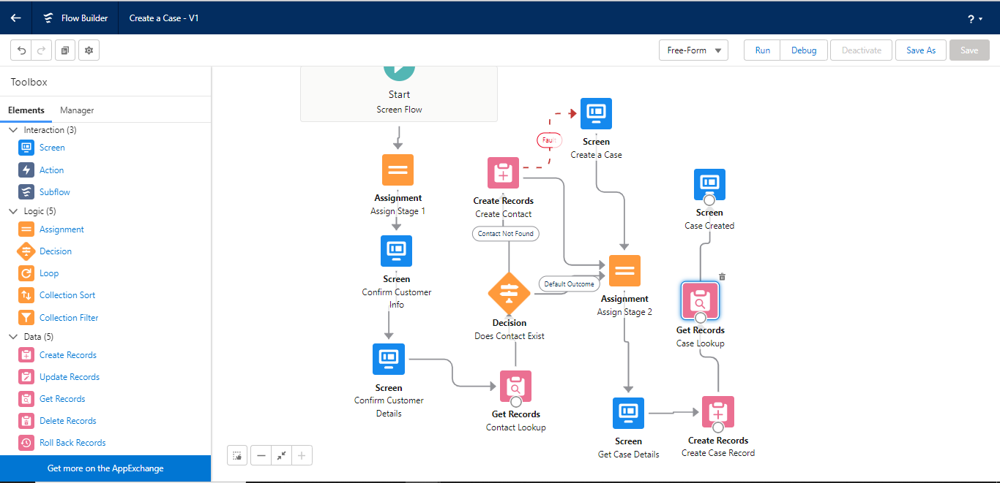 Flow Builder
Create a Case - V1
?
Free-Form
Run
Debug
Deactivate
Save As
Save
Toolbox
Elements
Manager
Interaction (3)
Screen
Action
Subflow
Logic (5)
Assignment
Decision
Loop
Collection Sort
Collection Filter
Data (5)
Create Records
Update Records
Get Records
Delete Records
Roll Back Records
Get more on the AppExchange
Start
Screen Flow
Assignment
Assign Stage 1
Screen
Confirm Customer
Info
Screen
Confirm Customer
Details
Get Records
Contact Lookup
Decision
Does Contact Exist
Contact Not Found
Default Outcome
Create Records
Create Contact
Fault
Screen
Create a Case
Assignment
Assign Stage 2
Screen
Get Case Details
Create Records
Create Case Record
Get Records
Case Lookup
Screen
Case Created